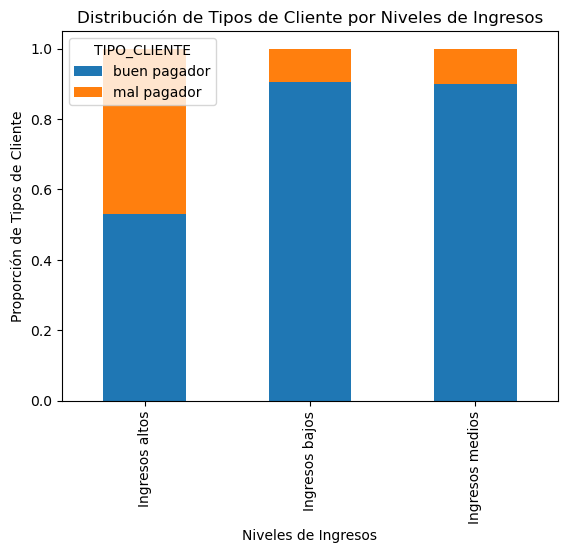 Distribución de Tipos de Cliente por Niveles de Ingresos
TIPO_CLIENTE
buen pagador
mal pagador
Proporción de Tipos de Cliente
1.0
0.8
0.6
0.4
0.2
0.0
Ingresos altos
Ingresos bajos
Ingresos medios
Niveles de Ingresos